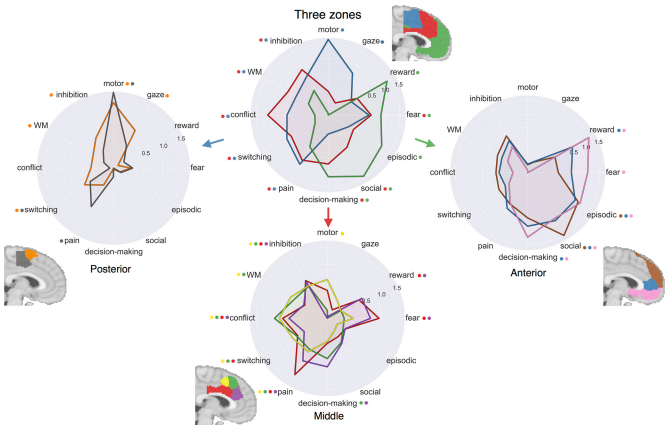 Three zones
motor
inhibition
gaze
WM
reward
0.5
1.0
1.5
conflict
fear
switching
episodic
pain
social
decision-making
motor
inhibition
gaze
WM
reward
0.5
1.0
1.5
conflict
fear
switching
episodic
pain
social
decision-making
Posterior
motor
inhibition
gaze
WM
reward
0.5
1.0
1.5
conflict
fear
switching
episodic
pain
social
decision-making
Anterior
motor
inhibition
gaze
WM
reward
0.5
1.0
1.5
conflict
fear
switching
episodic
pain
social
decision-making
Middle